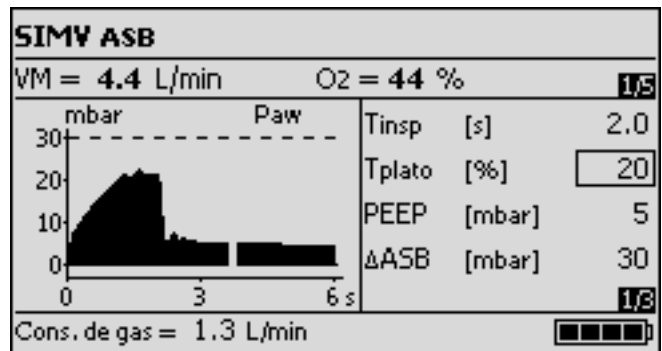 SIMV ASB
VM = 4.4 L/min O2 = 44 % 1/5
mbar Paw
30
20
10
0
0 3 6 s
Tinsp [s] 2.0
Tplato [%] 20
PEEP [mbar] 5
ΔASB [mbar] 30
1/3
Cons. de gas = 1.3 L/min